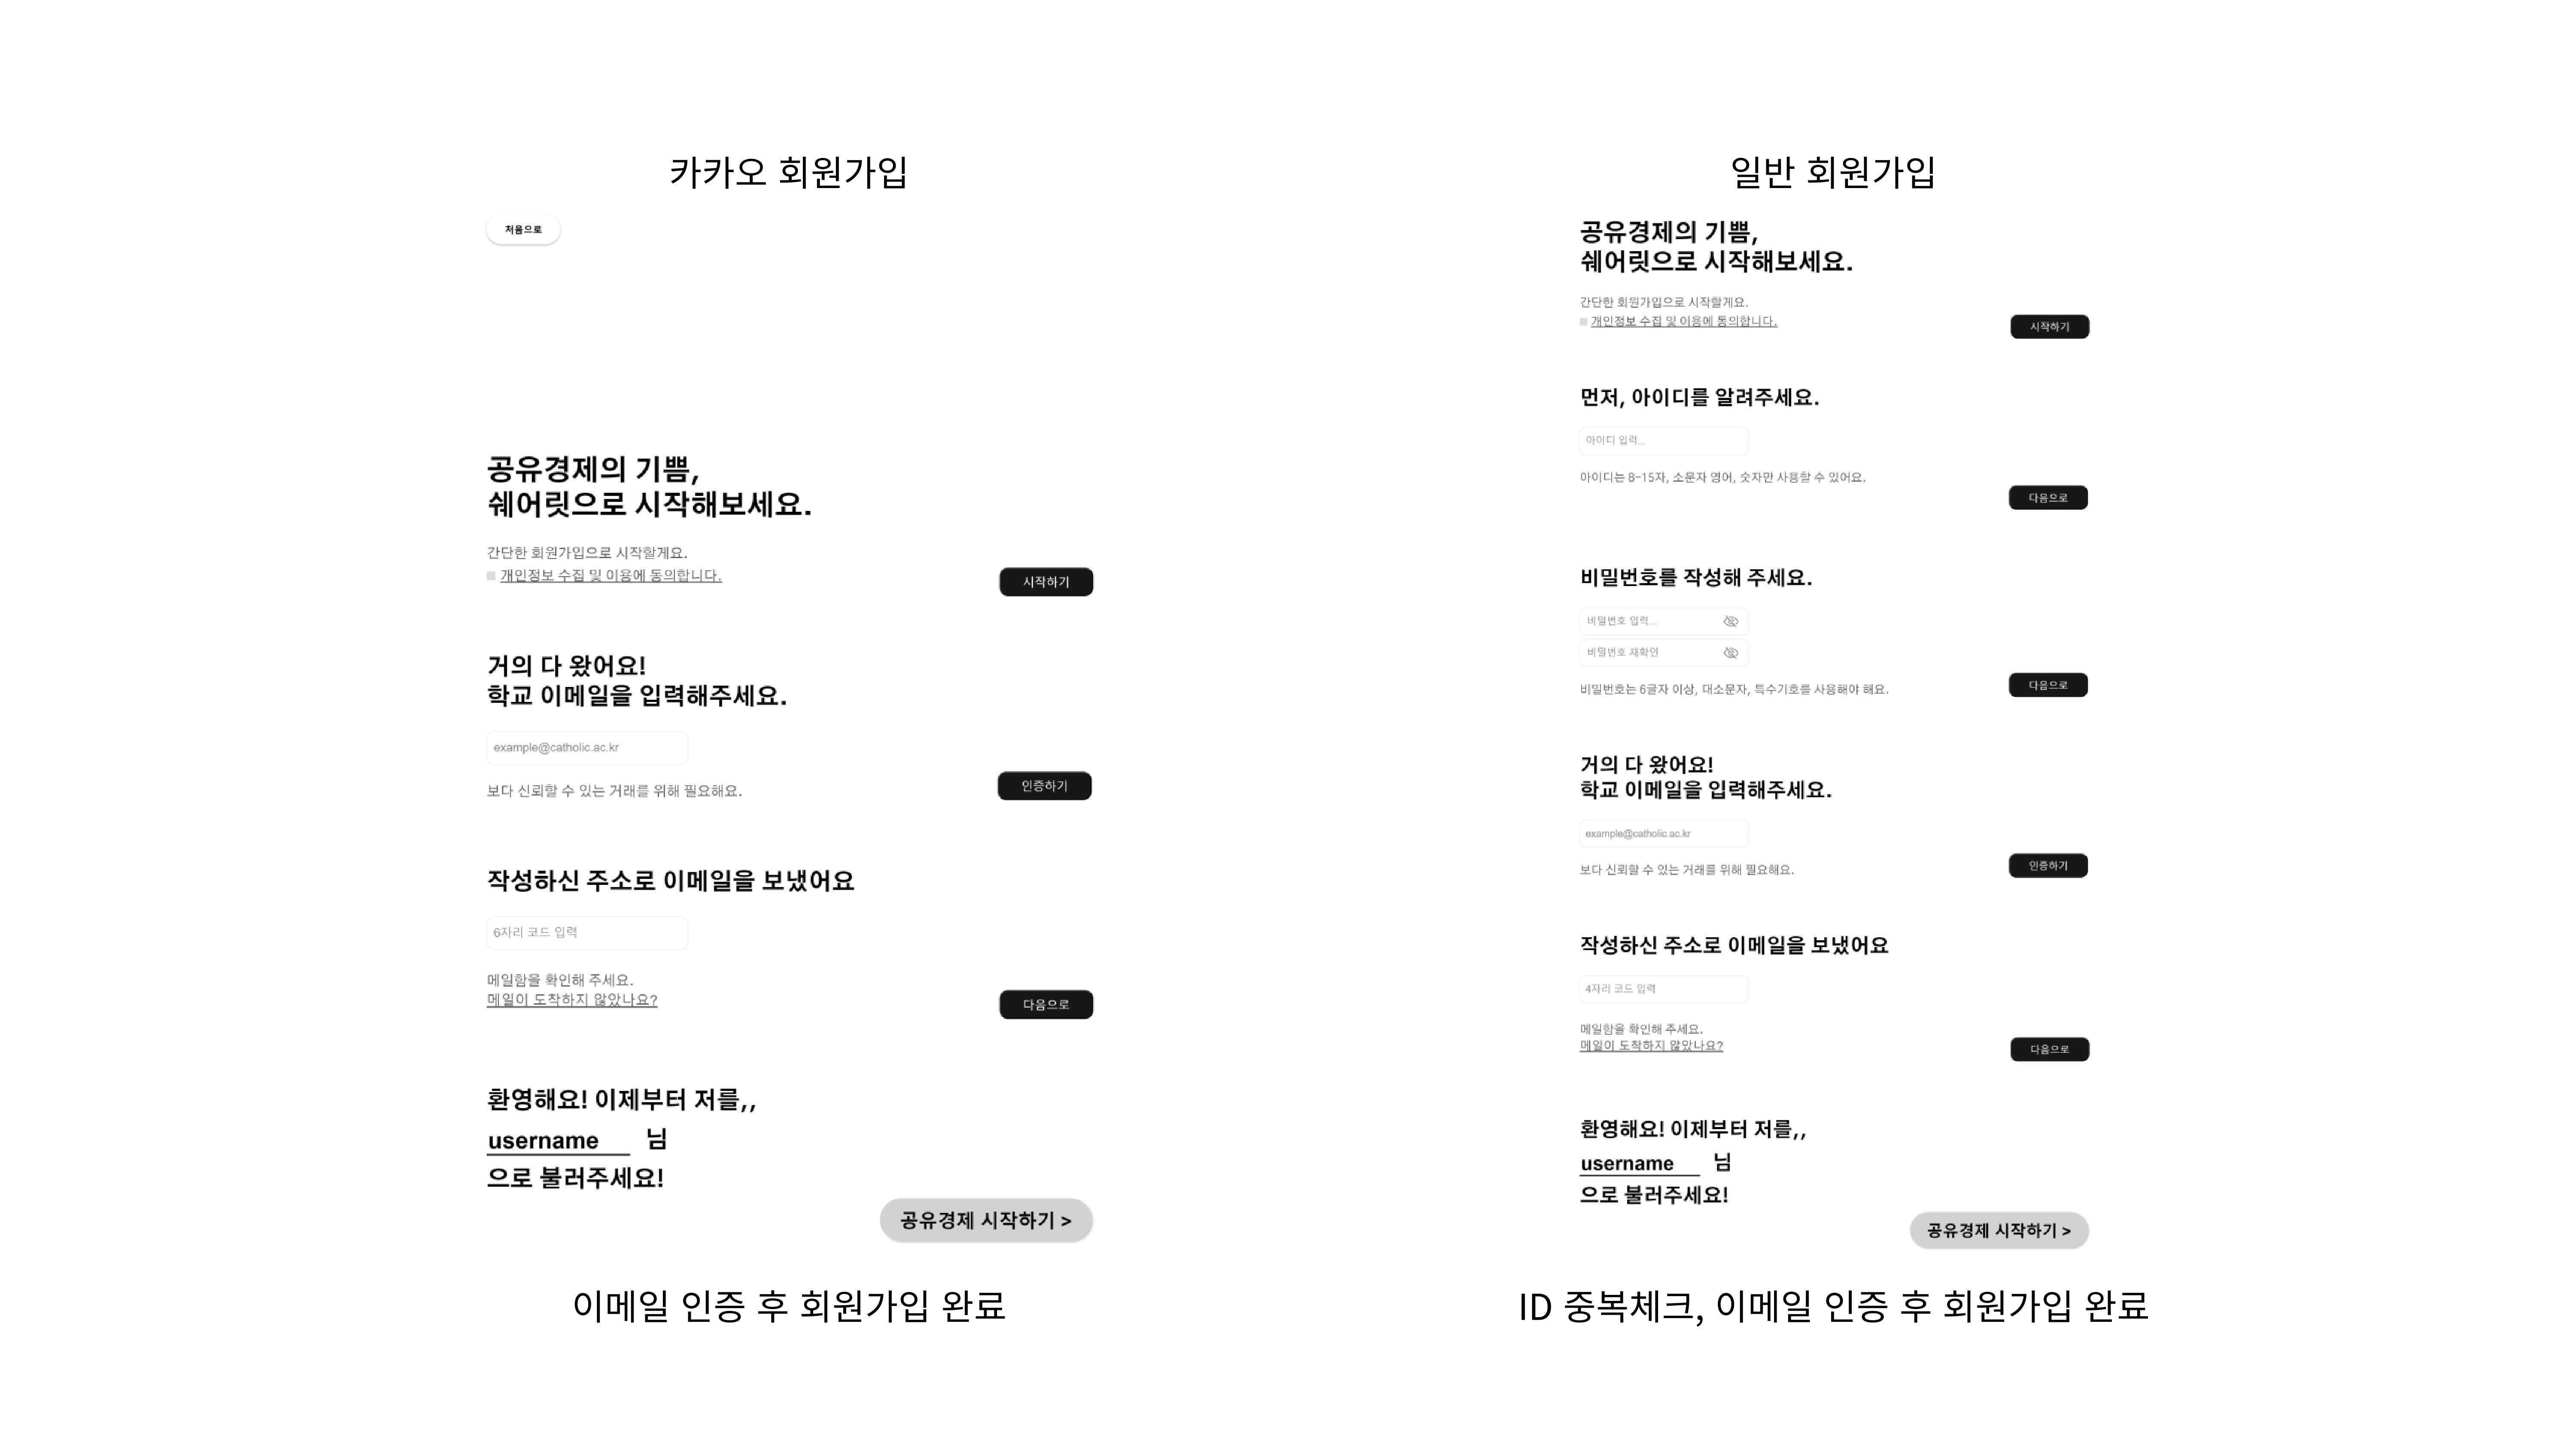 카카오 회원가입
처음으로
공유경제의 기쁨,
쉐어릿으로 시작해보세요.
간단한 회원가입으로 시작할게요.
개인정보 수집 및 이용에 동의합니다.
시작하기
거의 다 왔어요!
학교 이메일을 입력해주세요.
example@catholic.ac.kr
보다 신뢰할 수 있는 거래를 위해 필요해요.
인증하기
작성하신 주소로 이메일을 보냈어요
6자리 코드 입력
메일함을 확인해 주세요.
메일이 도착하지 않았나요?
다음으로
환영해요! 이제부터 저를,,
username 님
으로 불러주세요!
공유경제 시작하기 >
이메일 인증 후 회원가입 완료
일반 회원가입
공유경제의 기쁨,
쉐어릿으로 시작해보세요.
간단한 회원가입으로 시작할게요.
개인정보 수집 및 이용에 동의합니다.
시작하기
먼저, 아이디를 알려주세요.
아이디 입력...
아이디는 8-15자, 소문자 영어, 숫자만 사용할 수 있어요.
다음으로
비밀번호를 작성해 주세요.
비밀번호 입력...
비밀번호 재확인
비밀번호는 6글자 이상, 대소문자, 특수기호를 사용해야 해요.
다음으로
거의 다 왔어요!
학교 이메일을 입력해주세요.
example@catholic.ac.kr
보다 신뢰할 수 있는 거래를 위해 필요해요.
인증하기
작성하신 주소로 이메일을 보냈어요
4자리 코드 입력
메일함을 확인해 주세요.
메일이 도착하지 않았나요?
다음으로
환영해요! 이제부터 저를,,
username 님
으로 불러주세요!
공유경제 시작하기 >
ID 중복체크, 이메일 인증 후 회원가입 완료